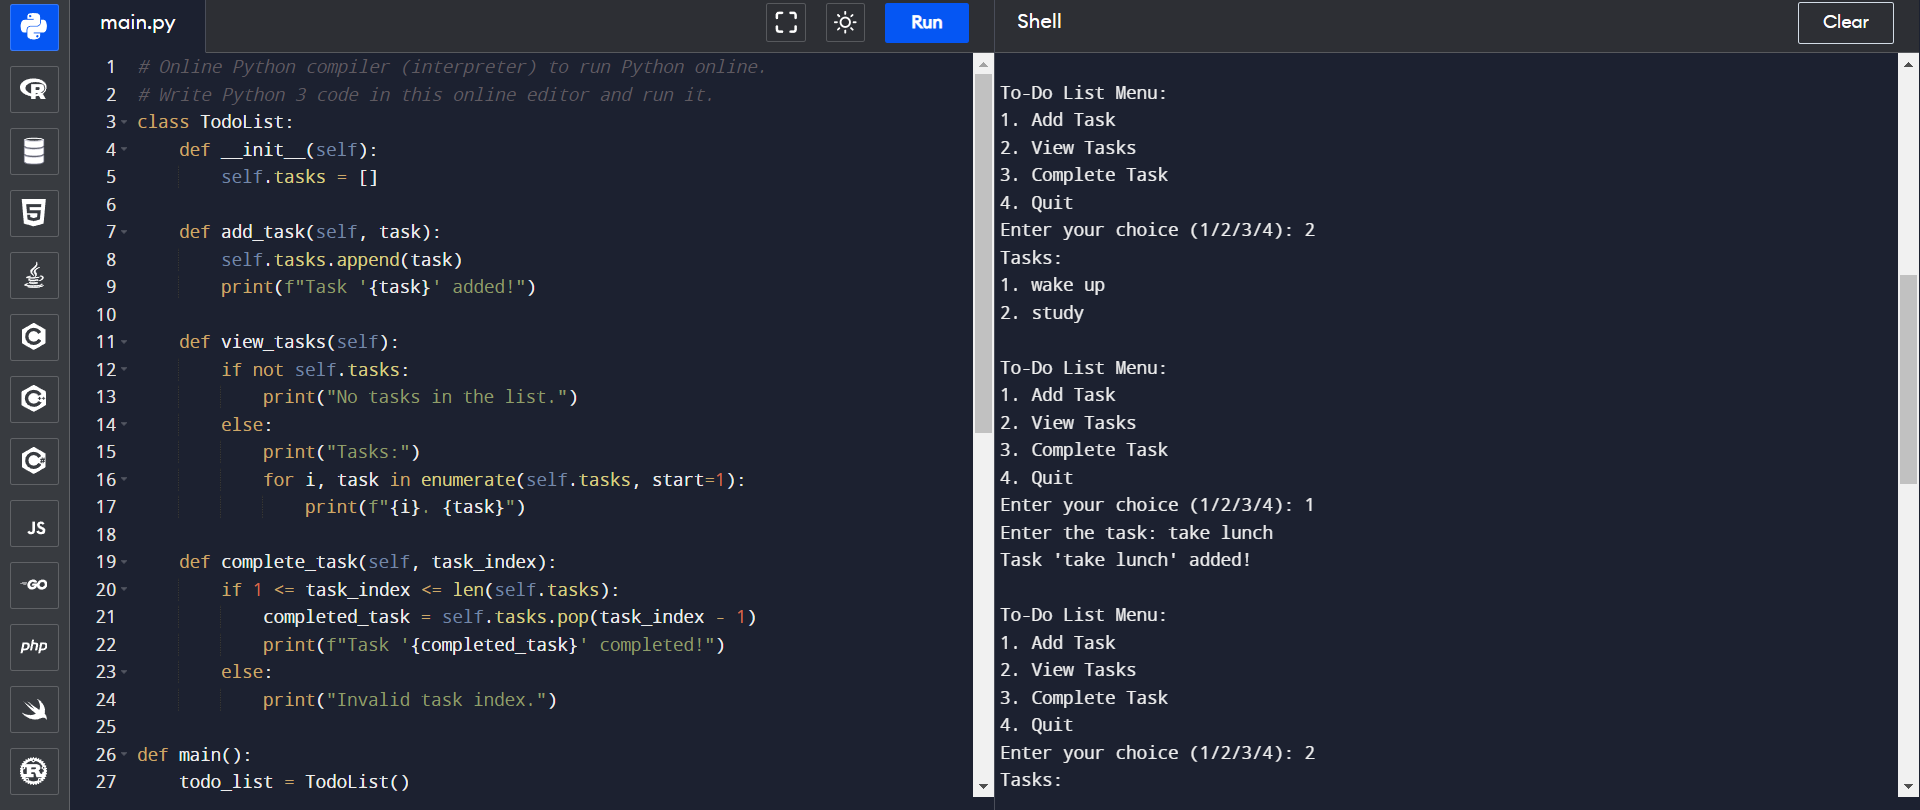 main.py
Run
1 # Online Python compiler (interpreter) to run Python online.
2 # Write Python 3 code in this online editor and run it.
3 class TodoList:
4     def __init__(self):
5         self.tasks = []
6
7     def add_task(self, task):
8         self.tasks.append(task)
9         print(f"Task '{task}' added!")
10
11     def view_tasks(self):
12         if not self.tasks:
13             print("No tasks in the list.")
14         else:
15             print("Tasks:")
16             for i, task in enumerate(self.tasks, start=1):
17                 print(f"{i}. {task}")
18
19     def complete_task(self, task_index):
20         if 1 <= task_index <= len(self.tasks):
21             completed_task = self.tasks.pop(task_index - 1)
22             print(f"Task '{completed_task}' completed!")
23         else:
24             print("Invalid task index.")
25
26 def main():
27     todo_list = TodoList()
Shell
Clear
To-Do List Menu:
1. Add Task
2. View Tasks
3. Complete Task
4. Quit
Enter your choice (1/2/3/4): 2
Tasks:
1. wake up
2. study
To-Do List Menu:
1. Add Task
2. View Tasks
3. Complete Task
4. Quit
Enter your choice (1/2/3/4): 1
Enter the task: take lunch
Task 'take lunch' added!
To-Do List Menu:
1. Add Task
2. View Tasks
3. Complete Task
4. Quit
Enter your choice (1/2/3/4): 2
Tasks:
R
5
C
C++
C#
JS
GO
php
R